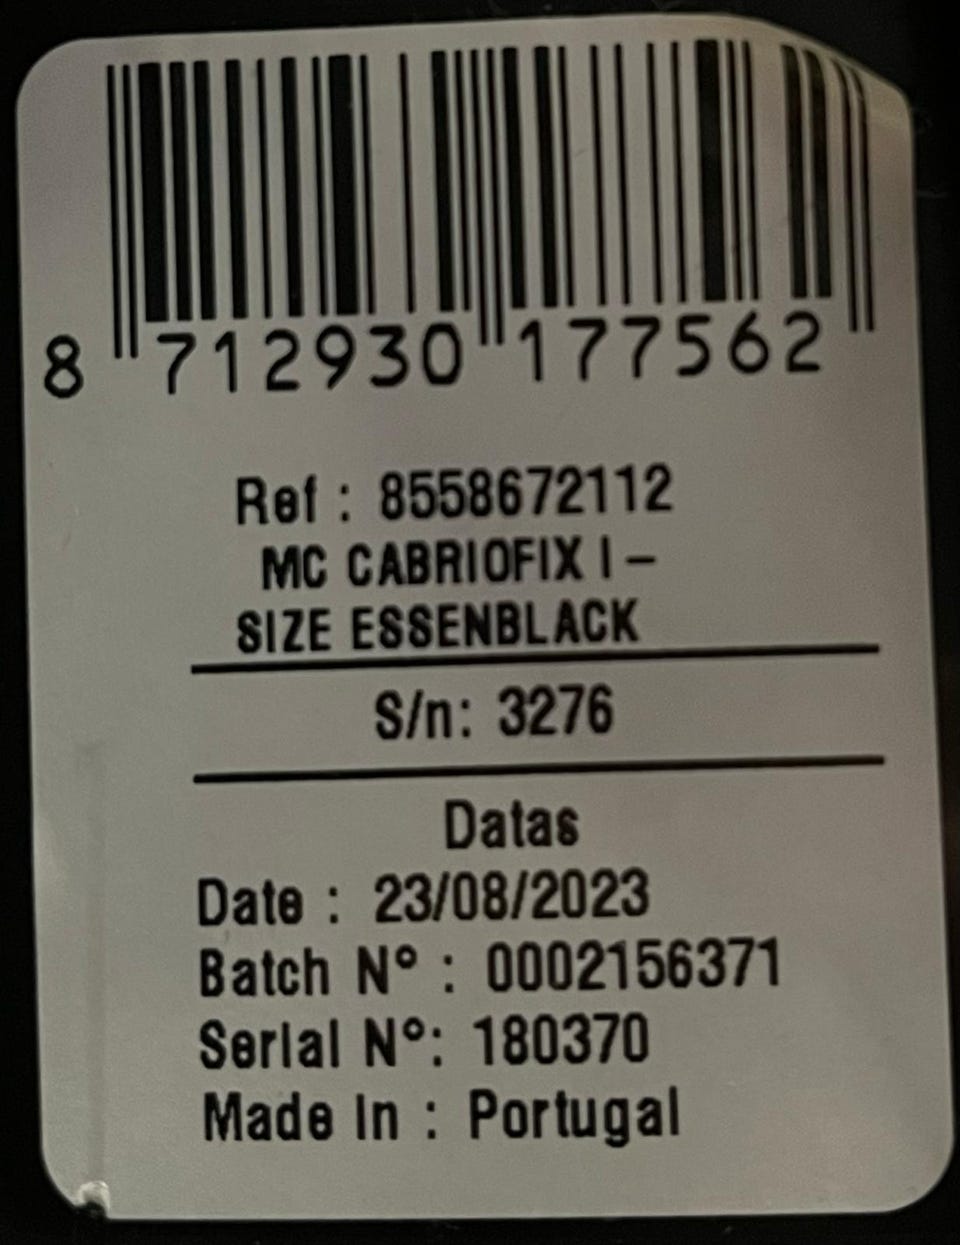 8 712930 177562
Ref : 8558672112
MC CABRIOFIX I -
SIZE ESSENBLACK
S/n: 3276
Datas
Date : 23/08/2023
Batch N° : 0002156371
Serial N°: 180370
Made In : Portugal